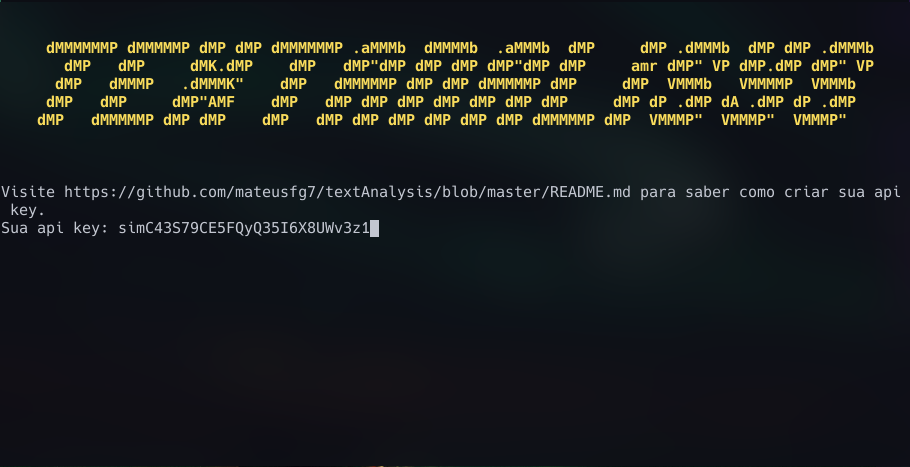 dMMMMMMP dMMMMMP dMP dMP dMMMMMMP .aMMMb  dMMMMb  .aMMMb  dMP      dMP .dMMMb  dMP dMP .dMMMb
dMP   dMP     dMK.dMP    dMP   dMP"dMP dMP dMP dMP"dMP dMP     amr dMP" VP dMP.dMP dMP" VP
dMP   dMMMP   .dMMMK"    dMP   dMMMMMP dMP dMP dMMMMMP dMP     dMP  VMMMb   VMMMMP  VMMMb
dMP   dMP     dMP"AMF    dMP   dMP dMP dMP dMP dMP dMP dMP     dMP dP .dMP dA .dMP dP .dMP
dMP   dMMMMMP dMP dMP    dMP   dMP dMP dMP dMP dMP dMP dMMMMMP dMP  VMMMP"  VMMMP"  VMMMP"
Visite https://github.com/mateusfg7/textAnalysis/blob/master/README.md para saber como criar sua api
key.
Sua api key: simC43S79CE5FQyQ35I6X8UWv3z1